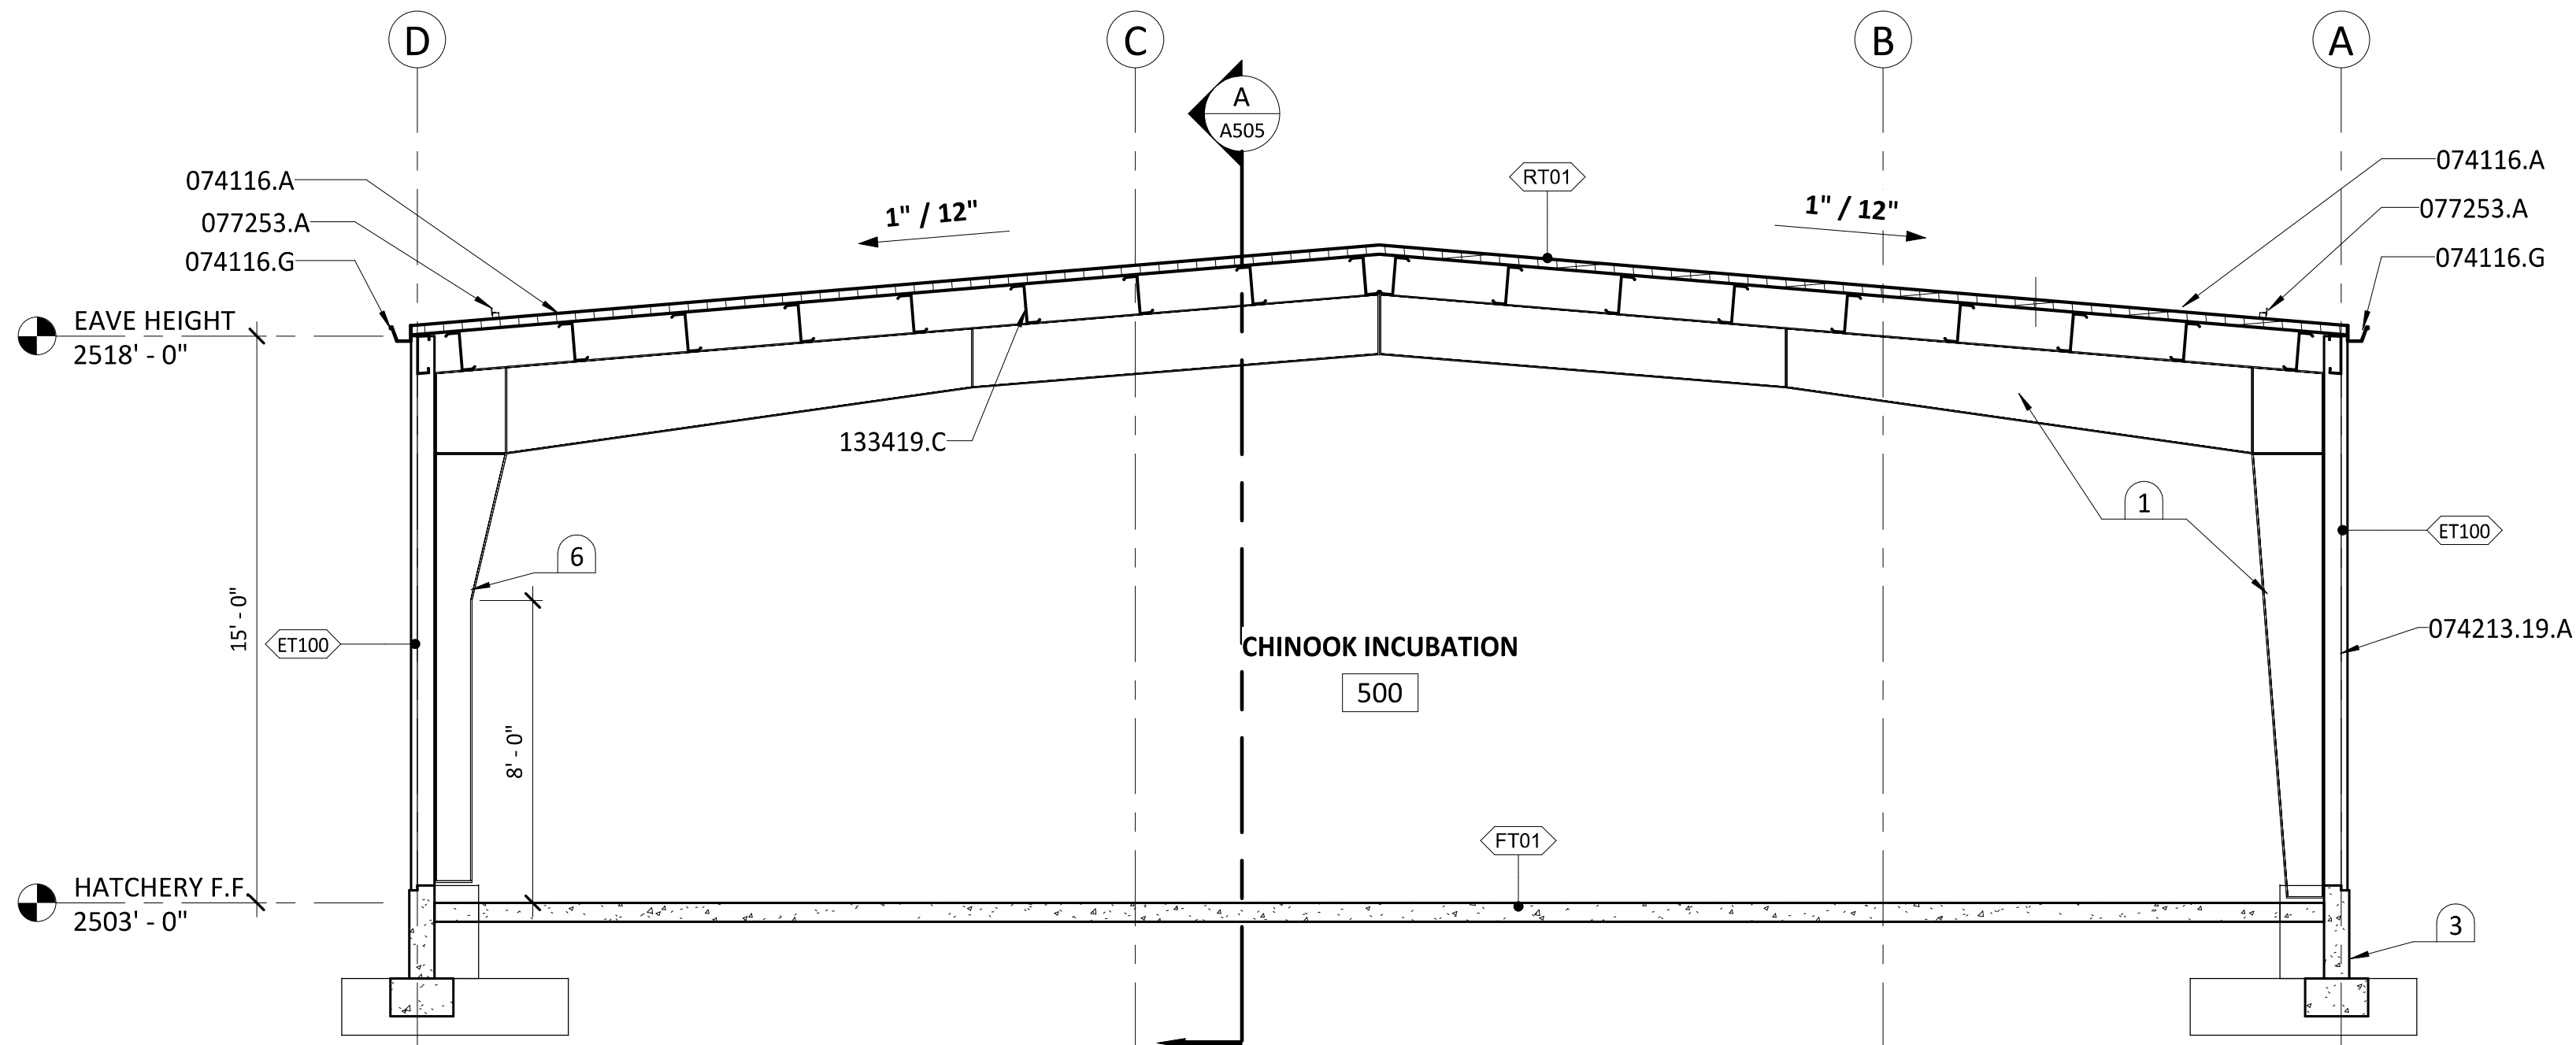 D
C
B
A
A
A505
074116.A
077253.A
074116.G
1" / 12"
RT01
1" / 12"
074116.A
077253.A
074116.G
EAVE HEIGHT
2518' - 0"
133419.C
1
6
ET100
15' - 0"
ET100
CHINOOK INCUBATION
500
074213.19.A
8' - 0"
FT01
HATCHERY F.F.
2503' - 0"
3